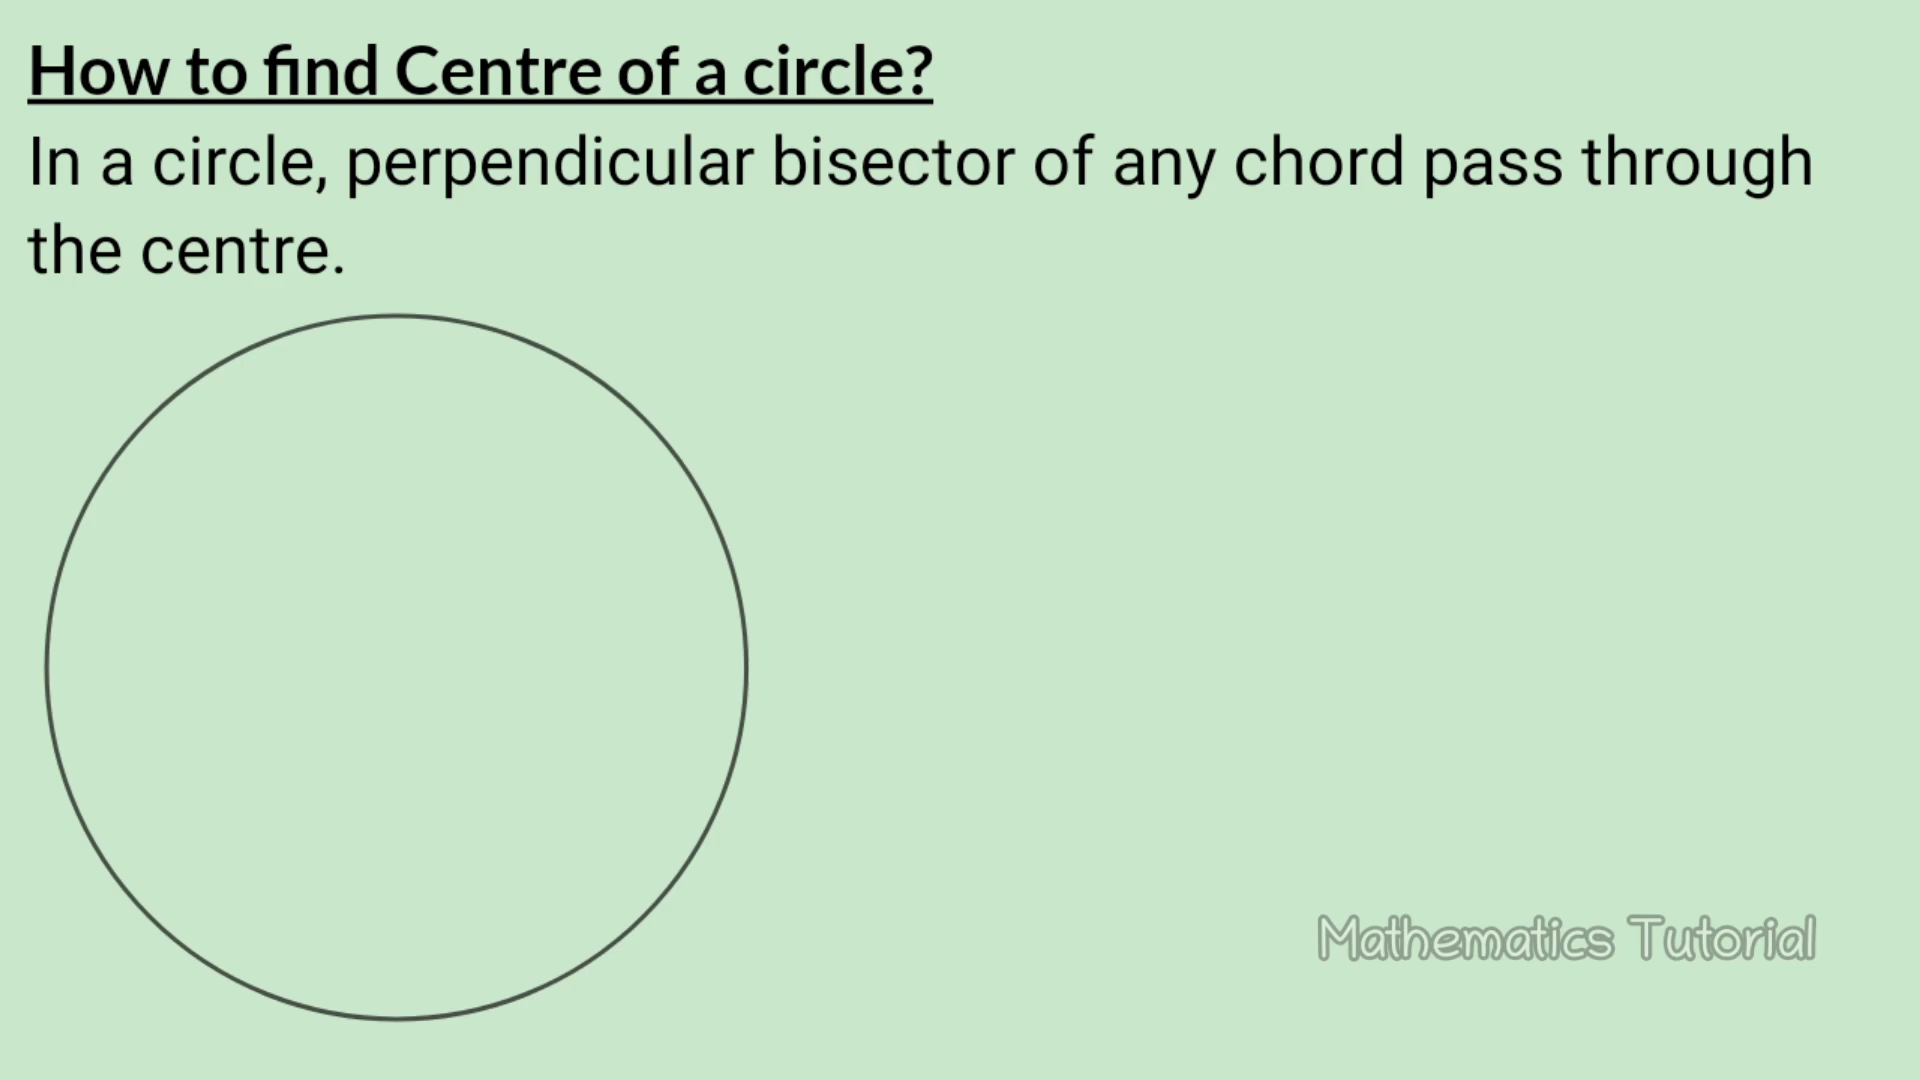 How to find Centre of a circle?
In a circle, perpendicular bisector of any chord pass through
the centre.
Mathematics Tutorial